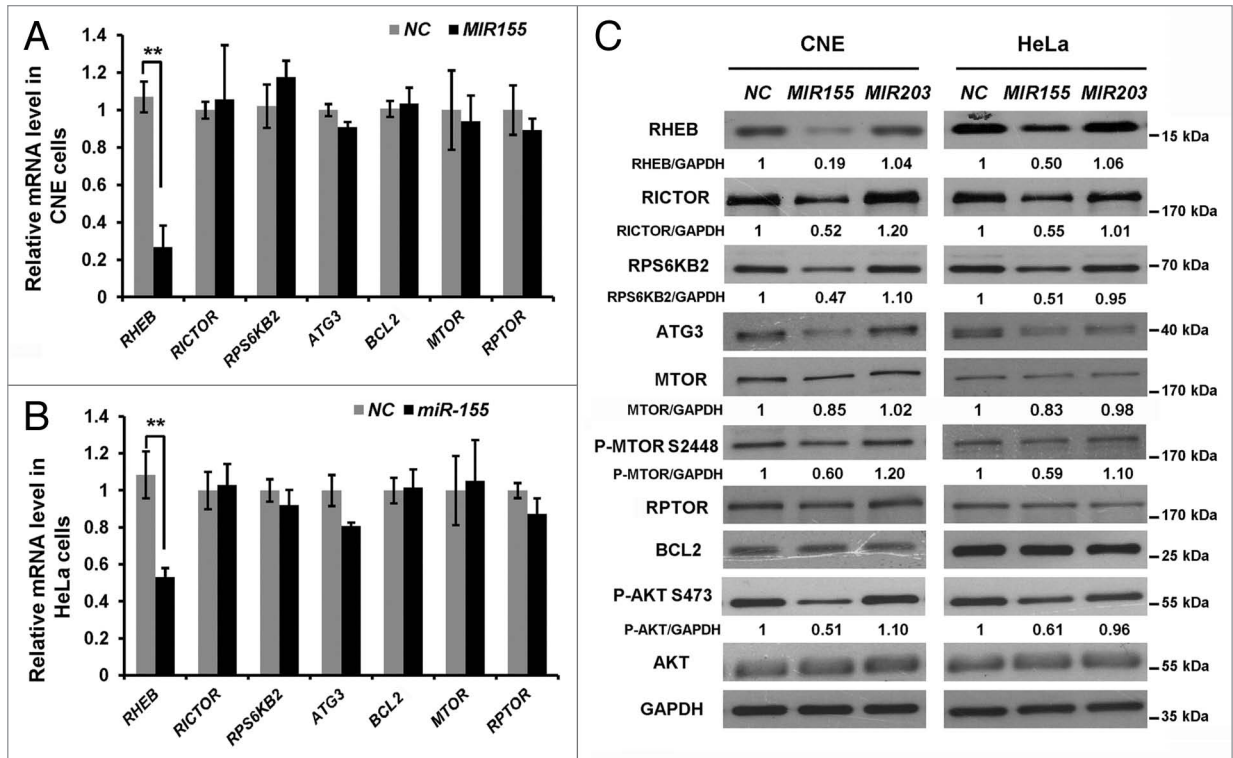 A
NC MIR155
Relative mRNA level in
CNE cells
**
1.4
1.2
1
0.8
0.6
0.4
0.2
0
RHEB RICTOR RPS6KB2 ATG3 BCL2 MTOR RPTOR
B
NC miR-155
Relative mRNA level in
HeLa cells
**
1.4
1.2
1
0.8
0.6
0.4
0.2
0
RHEB RICTOR RPS6KB2 ATG3 BCL2 MTOR RPTOR
C
CNE HeLa
NC MIR155 MIR203 NC MIR155 MIR203
RHEB 15 kDa
RHEB/GAPDH 1 0.19 1.04 1 0.50 1.06
RICTOR 170 kDa
RICTOR/GAPDH 1 0.52 1.20 1 0.55 1.01
RPS6KB2 70 kDa
RPS6KB2/GAPDH 1 0.47 1.10 1 0.51 0.95
ATG3 40 kDa
MTOR 170 kDa
MTOR/GAPDH 1 0.85 1.02 1 0.83 0.98
P-MTOR S2448 170 kDa
P-MTOR/GAPDH 1 0.60 1.20 1 0.59 1.10
RPTOR 170 kDa
BCL2 25 kDa
P-AKT S473 55 kDa
P-AKT/GAPDH 1 0.51 1.10 1 0.61 0.96
AKT 55 kDa
GAPDH 35 kDa